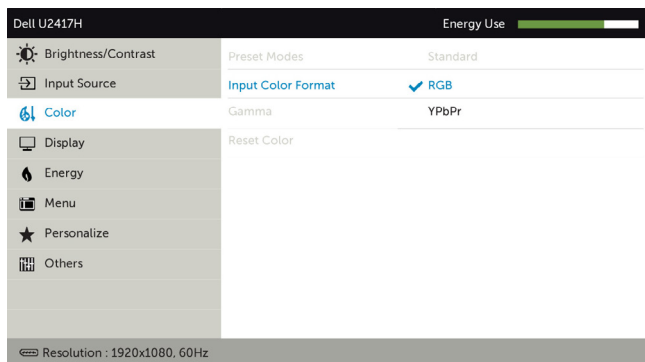 Dell U2417H Energy Use
Brightness/Contrast Preset Modes Standard
Input Source Input Color Format RGB
Color Gamma YPbPr
Display Reset Color
Energy
Menu
Personalize
Others
Resolution : 1920x1080, 60Hz